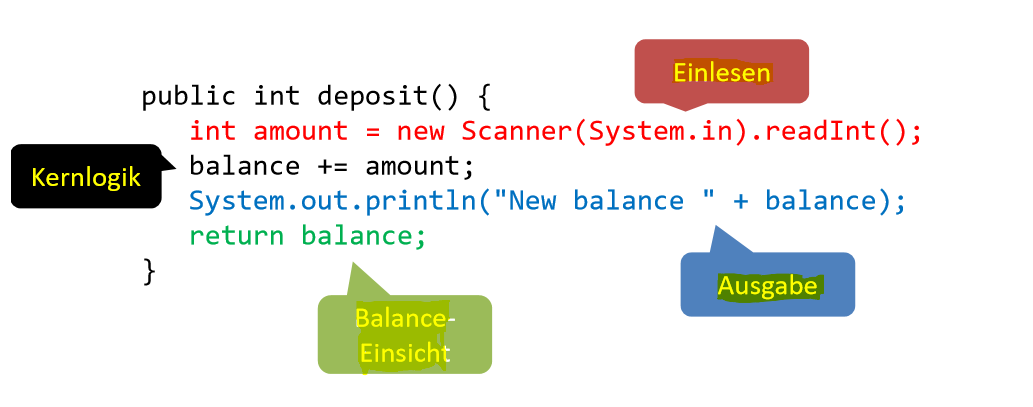 Einlesen
public int deposit() {
int amount = new Scanner(System.in).readInt();
balance += amount;
Kernlogik
System.out.println("New balance " + balance);
return balance;
}
Ausgabe
Balance-
Einsicht